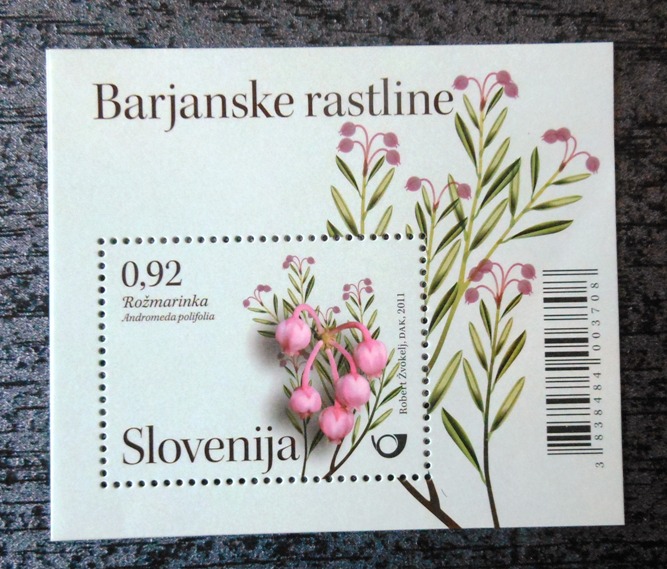 Barjanske rastline
0,92
Rožmarinka
Andromeda polifolia
Robert Žvokelj, DAK, 2011
Slovenija
3 838484 003708